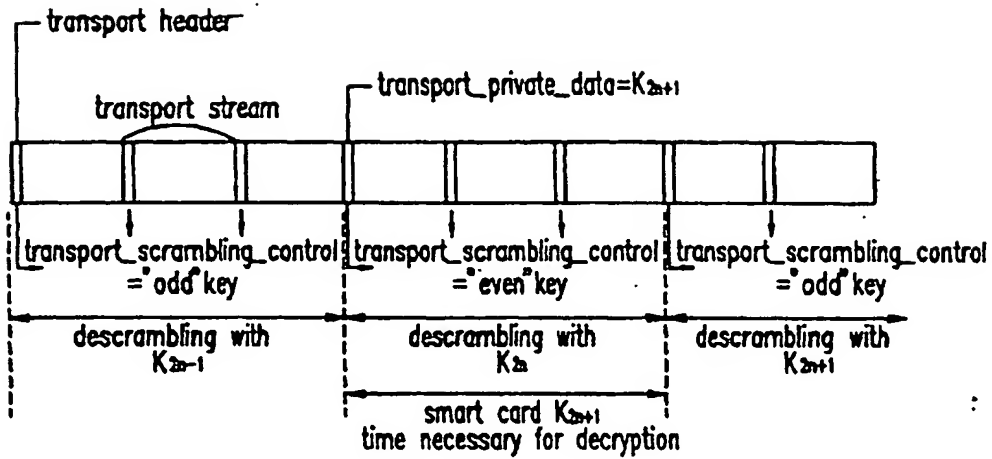 transport header
transport_private_data=K2n+1
transport stream
transport_scrambling_control
="odd" key
transport_scrambling_control
="even" key
transport_scrambling_control
="odd" key
descrambling with
K2n-1
descrambling with
K2n
descrambling with
K2n+1
smart card K2n+1
time necessary for decryption